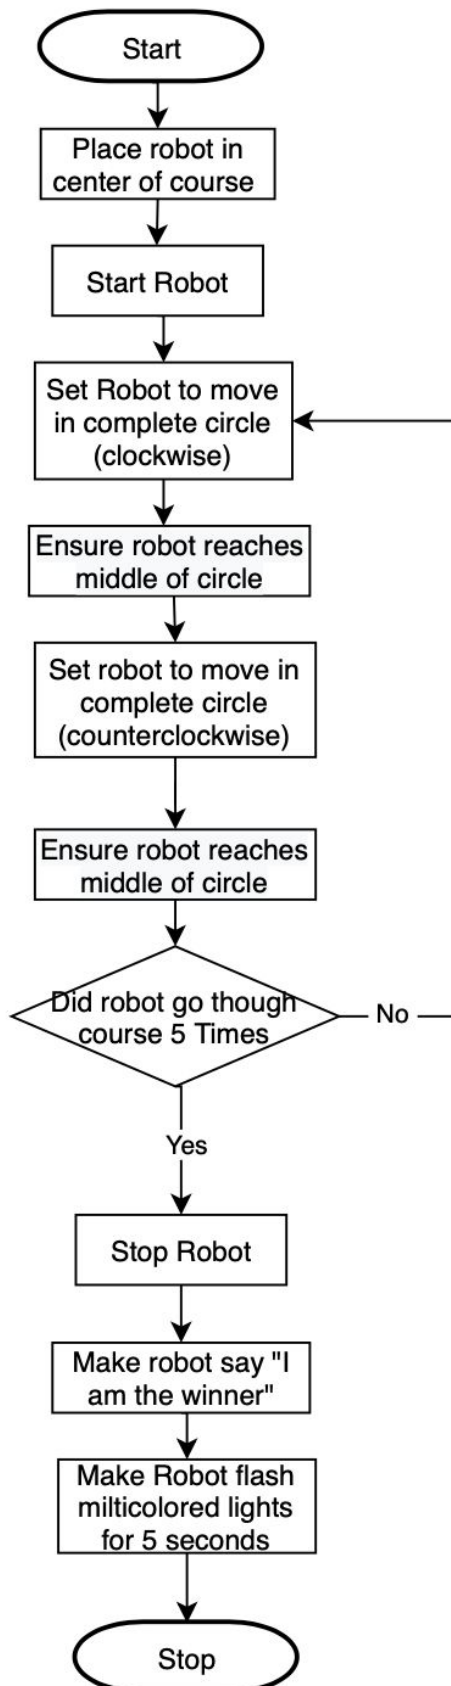 Start
Place robot in
center of course
Start Robot
Set Robot to move
in complete circle
(clockwise)
Ensure robot reaches
middle of circle
Set robot to move in
complete circle
(counterclockwise)
Ensure robot reaches
middle of circle
Did robot go though
course 5 Times
No
Yes
Stop Robot
Make robot say "I
am the winner"
Make Robot flash
milticolored lights
for 5 seconds
Stop